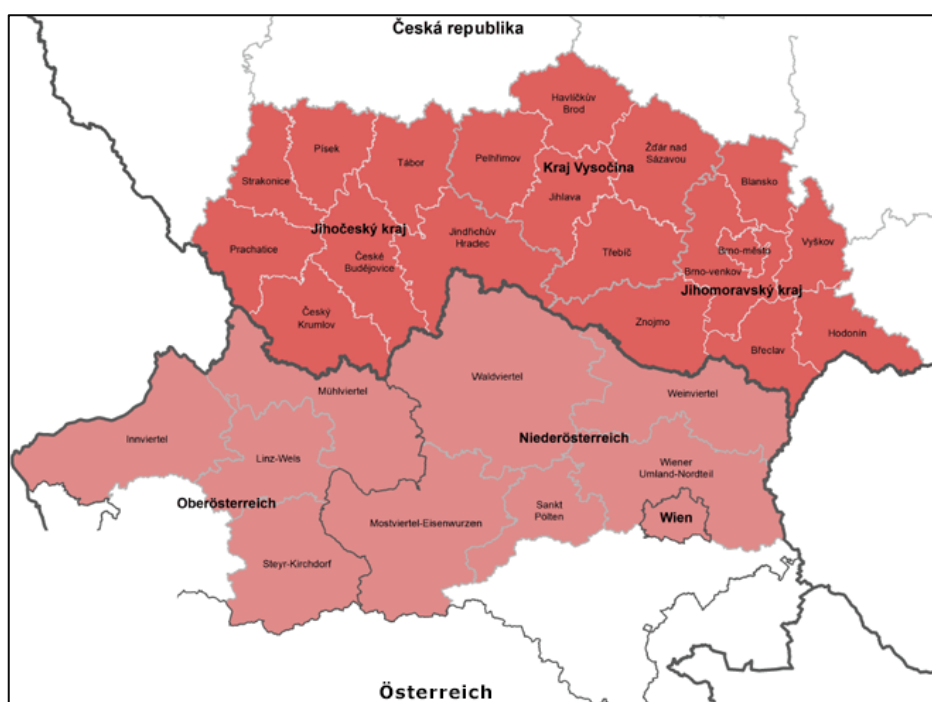 Česká republika
Havlíčkův
Brod
Písek
Tábor
Pelhřimov
Žďár nad
Sázavou
Kraj Vysočina
Strakonice
Blansko
Jihlava
Jihočeský kraj
Jindřichův
Hradec
Prachatice
České
Budějovice
Třebíč
Brno-město
Vyškov
Brno-venkov
Jihomoravský kraj
Český
Krumlov
Znojmo
Hodonín
Břeclav
Waldviertel
Mühlviertel
Weinviertel
Innviertel
Niederösterreich
Linz-Wels
Wiener
Umland-Nordteil
Oberösterreich
Sankt
Pölten
Wien
Mostviertel-Eisenwurzen
Steyr-Kirchdorf
Österreich